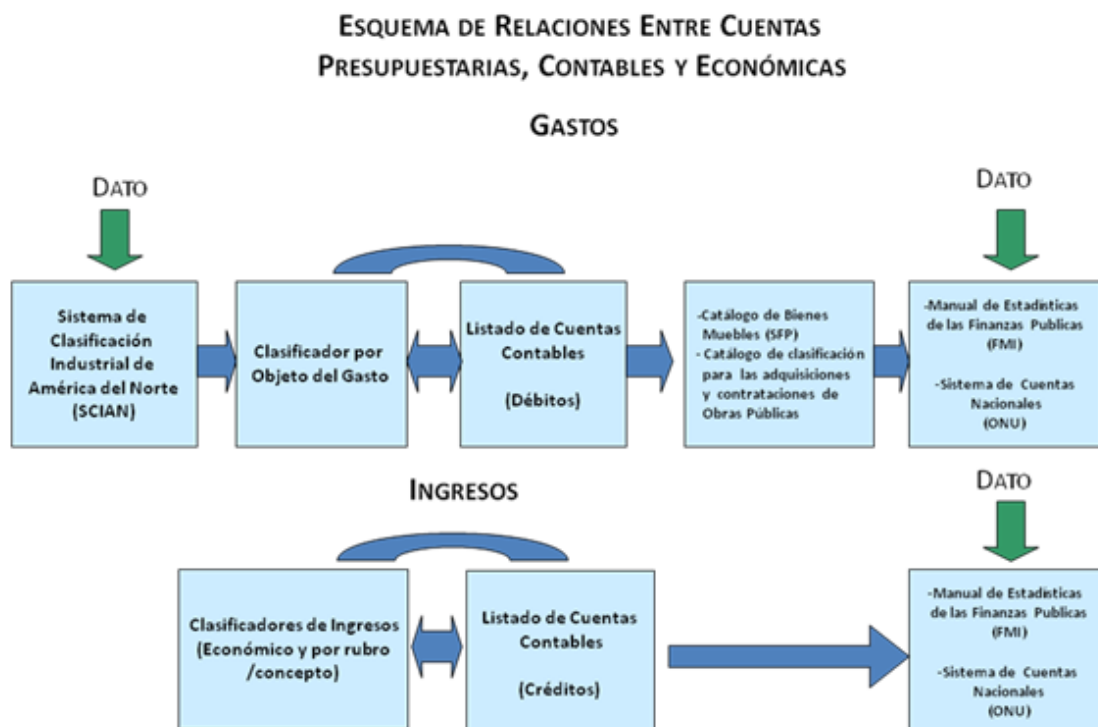 ESQUEMA DE RELACIONES ENTRE CUENTAS
PRESUPUESTARIAS, CONTABLES Y ECONÓMICAS
GASTOS
DATO
DATO
Sistema de
Clasificación
Industrial de
América del Norte
(SCIAN)
Clasificador por
Objeto del Gasto
Listado de Cuentas
Contables
(Débitos)
-Catálogo de Bienes
Muebles (SFP)
- Catálogo de clasificación
para las adquisiciones
y contrataciones de
Obras Públicas
-Manual de Estadísticas
de las Finanzas Publicas
(FMI)
-Sistema de Cuentas
Nacionales
(ONU)
INGRESOS
DATO
Clasificadores de Ingresos
(Económico y por rubro
/concepto)
Listado de Cuentas
Contables
(Créditos)
-Manual de Estadísticas
de las Finanzas Publicas
(FMI)
-Sistema de Cuentas
Nacionales
(ONU)